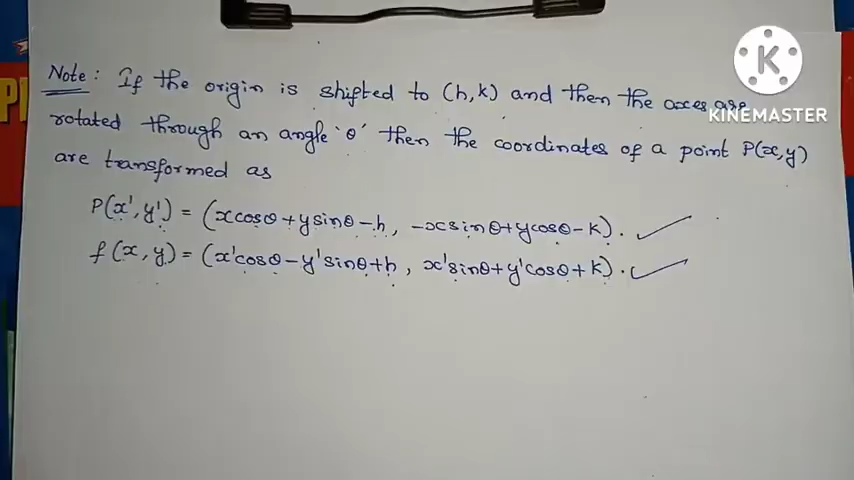 Note: If the origin is shifted to (h, k) and then the axes are
rotated through an angle 'θ' then the coordinates of a point P(x, y)
are transformed as
P(x', y') = (x cosθ + y sinθ - h, -x sinθ + y cosθ - k).
f(x, y) = (x' cosθ - y' sinθ + h, x' sinθ + y' cosθ + k).
K
KINEMASTER